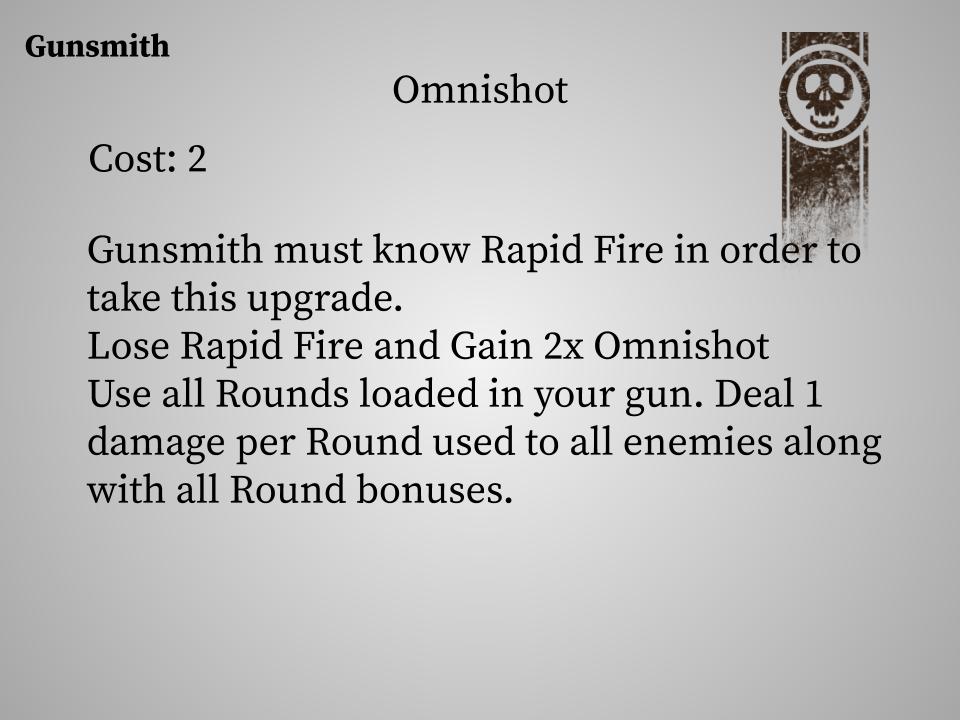 Gunsmith
Omnishot
Cost: 2
Gunsmith must know Rapid Fire in order to
take this upgrade.
Lose Rapid Fire and Gain 2x Omnishot
Use all Rounds loaded in your gun. Deal 1
damage per Round used to all enemies along
with all Round bonuses.